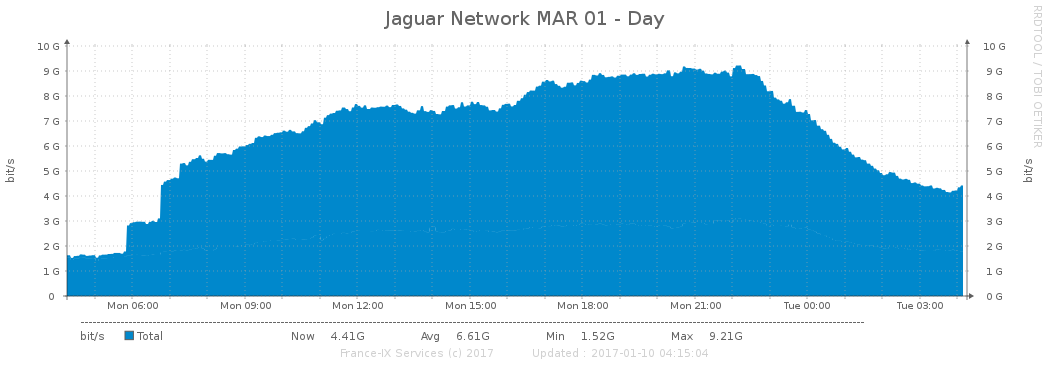 Jaguar Network MAR 01 - Day
RRDTOOL / TOBI OETIKER
10 G 10 G
9 G 9 G
8 G 8 G
7 G 7 G
6 G 6 G
5 G 5 G
4 G 4 G
3 G 3 G
2 G 2 G
1 G 1 G
0 0 G
bit/s bit/s
Mon 06:00 Mon 09:00 Mon 12:00 Mon 15:00 Mon 18:00 Mon 21:00 Tue 00:00 Tue 03:00
bit/s Total Now 4.41G Avg 6.61G Min 1.52G Max 9.21G
France-IX Services (c) 2017 Updated : 2017-01-10 04:15:04